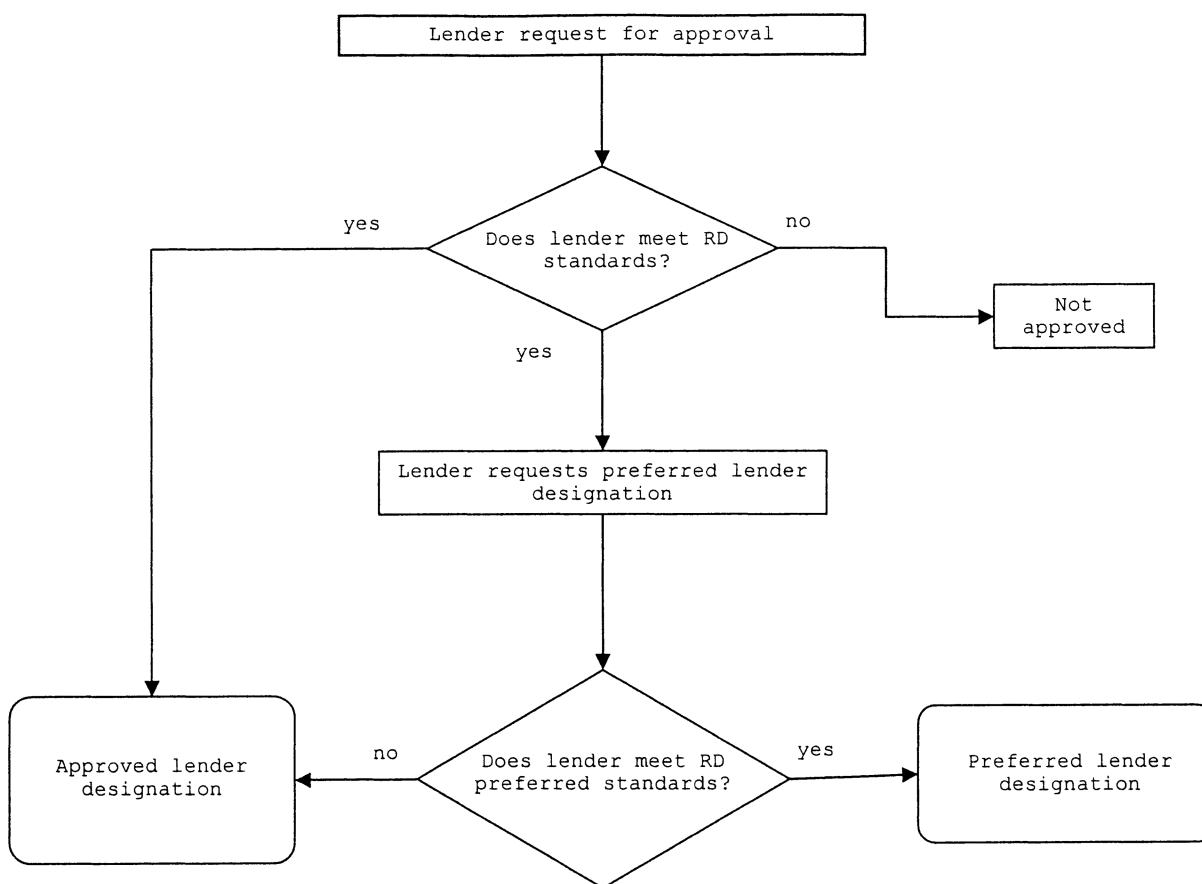 Lender request for approval
yes
no
Does lender meet RD
standards?
Not
approved
yes
Lender requests preferred lender
designation
no
yes
Approved lender
designation
Does lender meet RD
preferred standards?
Preferred lender
designation